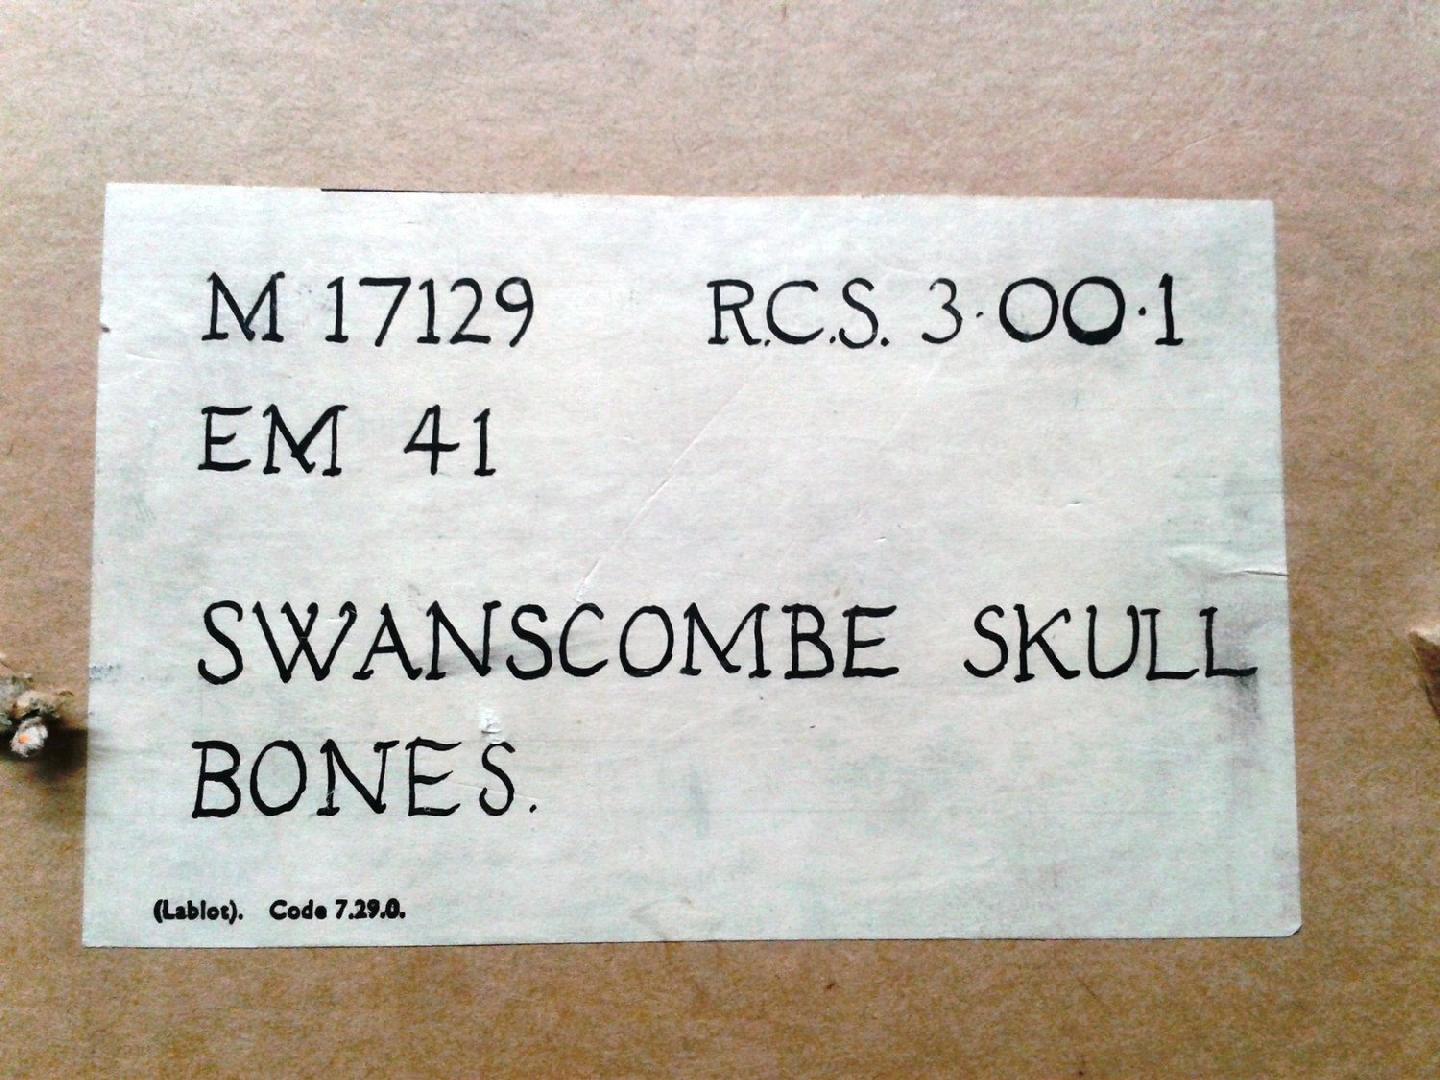 M 17129 R.C.S. 3·00·1
EM 41
SWANSCOMBE SKULL
BONES.
(Lablot). Code 7.29.0.